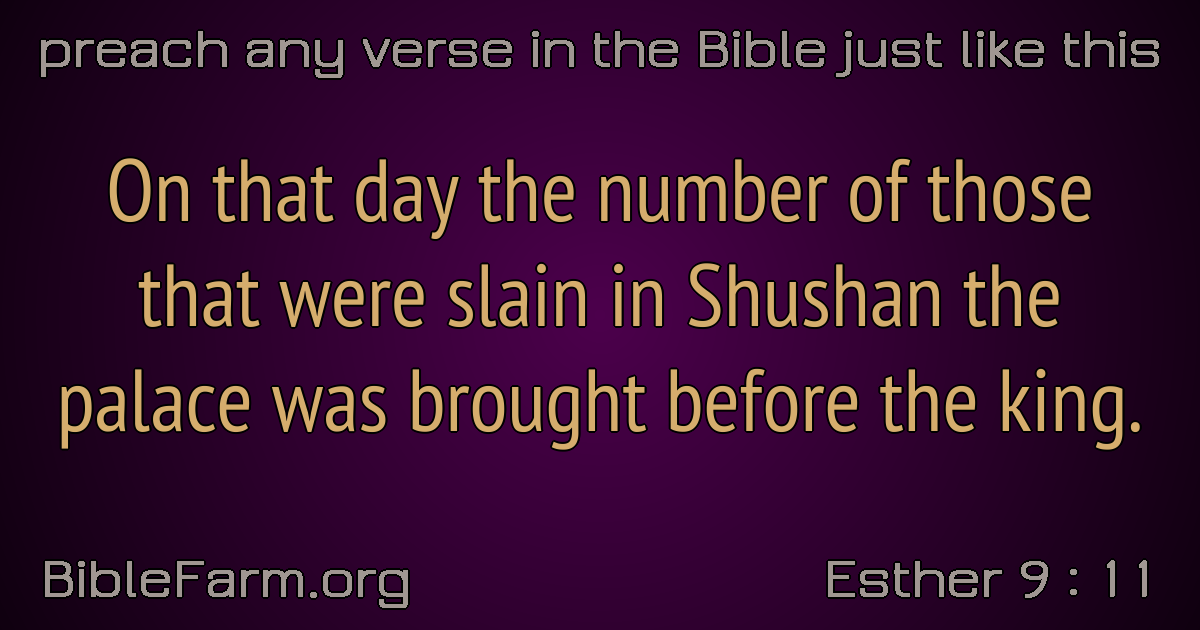 preach any verse in the Bible just like this
On that day the number of those
that were slain in Shushan the
palace was brought before the king.
BibleFarm.org
Esther 9 : 11